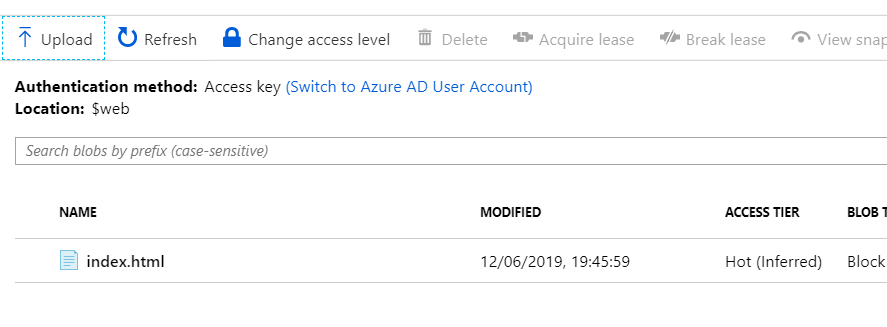 Upload Refresh Change access level Delete Acquire lease Break lease View snap
Authentication method: Access key (Switch to Azure AD User Account)
Location: $web
Search blobs by prefix (case-sensitive)
NAME MODIFIED ACCESS TIER BLOB T
index.html 12/06/2019, 19:45:59 Hot (Inferred) Block